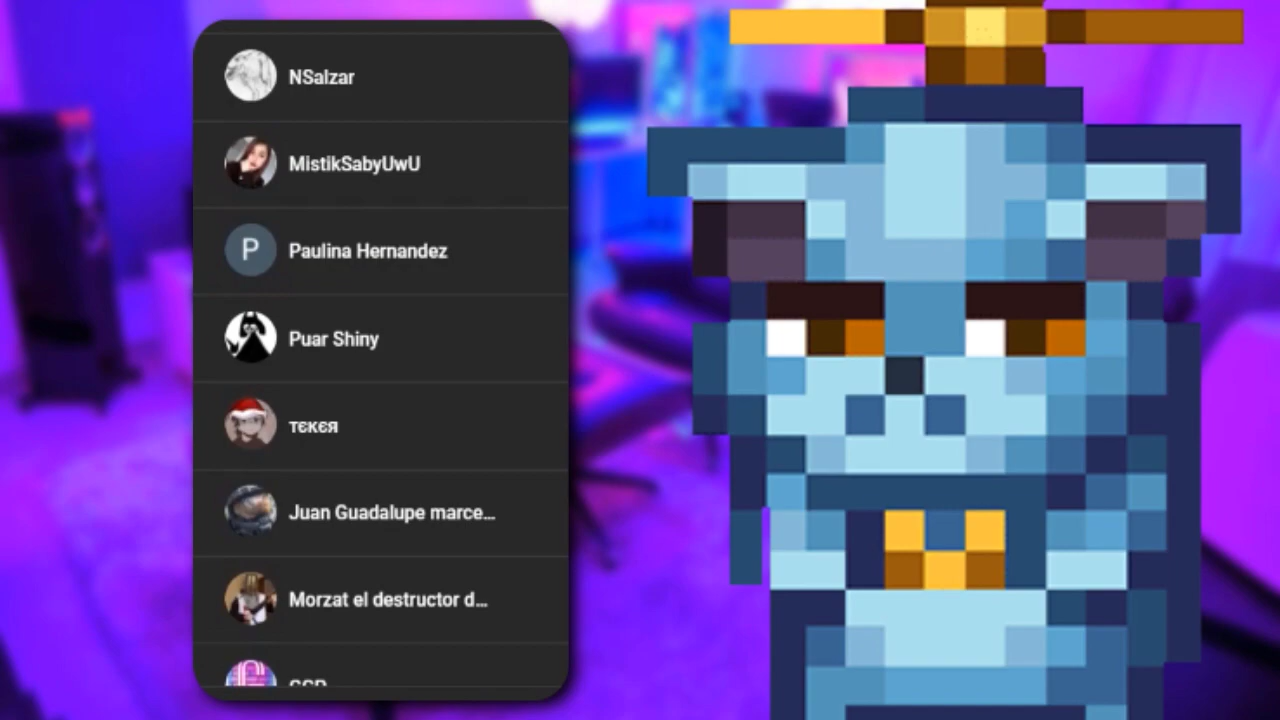 NSalzar
MistikSabyUwU
P
Paulina Hernandez
Puar Shiny
тєкєя
Juan Guadalupe marce...
Morzat el destructor d...